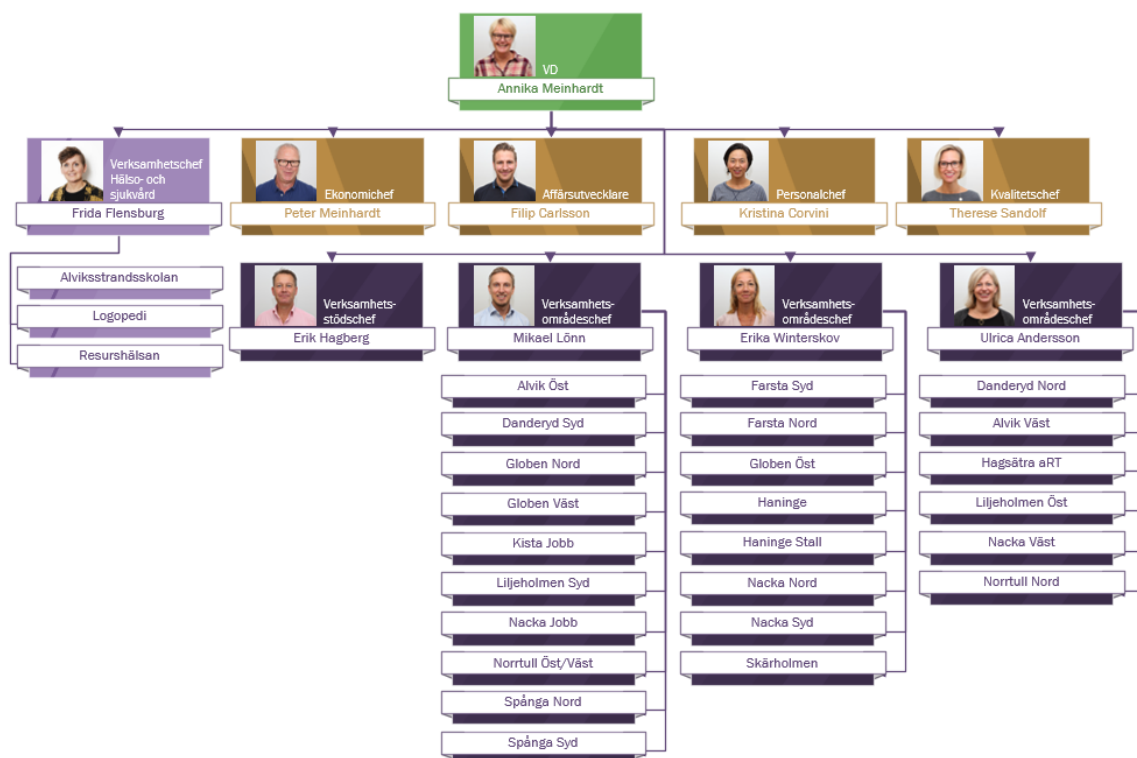 VD
Annika Meinhardt
Verksamhetschef
Hälso- och
sjukvård
Frida Flensburg
Ekonomichef
Peter Meinhardt
Affärsutvecklare
Filip Carlsson
Personalchef
Kristina Corvini
Kvalitetschef
Therese Sandolf
Alviksstrandsskolan
Logopedi
Resurshälsan
Verksamhets-
stödschef
Erik Hagberg
Verksamhets-
områdeschef
Mikael Lönn
Verksamhets-
områdeschef
Erika Winterskov
Verksamhets-
områdeschef
Ulrica Andersson
Alvik Öst
Danderyd Syd
Globen Nord
Globen Väst
Kista Jobb
Liljeholmen Syd
Nacka Jobb
Norrtull Öst/Väst
Spånga Nord
Spånga Syd
Farsta Syd
Farsta Nord
Globen Öst
Haninge
Haninge Stall
Nacka Nord
Nacka Syd
Skärholmen
Danderyd Nord
Alvik Väst
Hagsätra aRT
Liljeholmen Öst
Nacka Väst
Norrtull Nord